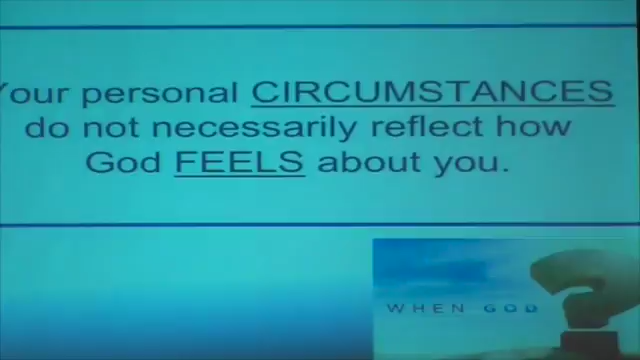 Your personal CIRCUMSTANCES
do not necessarily reflect how
God FEELS about you.
WHEN GOD